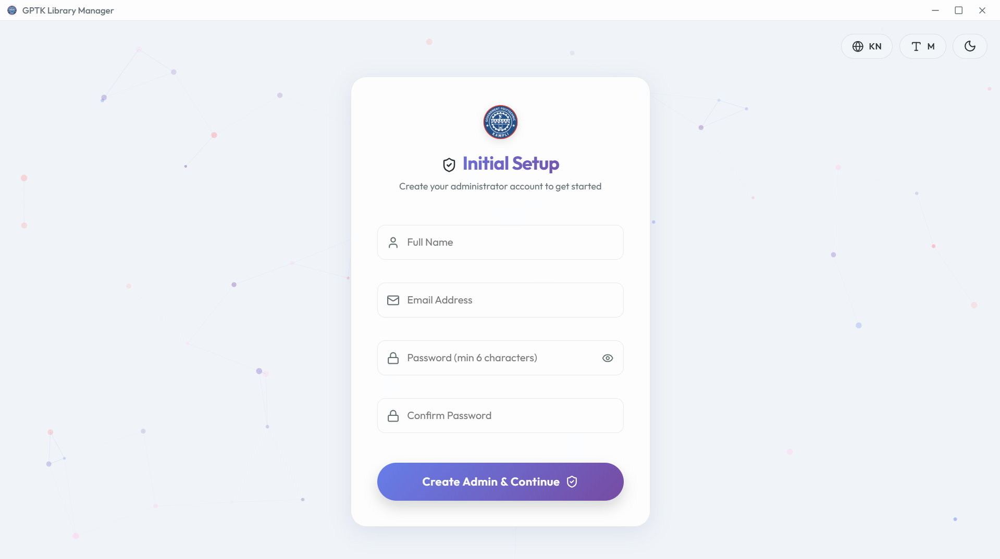 GPTK Library Manager
KN
M
GOVERNMENT POLYTECHNIC
KAMPLI
Initial Setup
Create your administrator account to get started
Full Name
Email Address
Password (min 6 characters)
Confirm Password
Create Admin & Continue